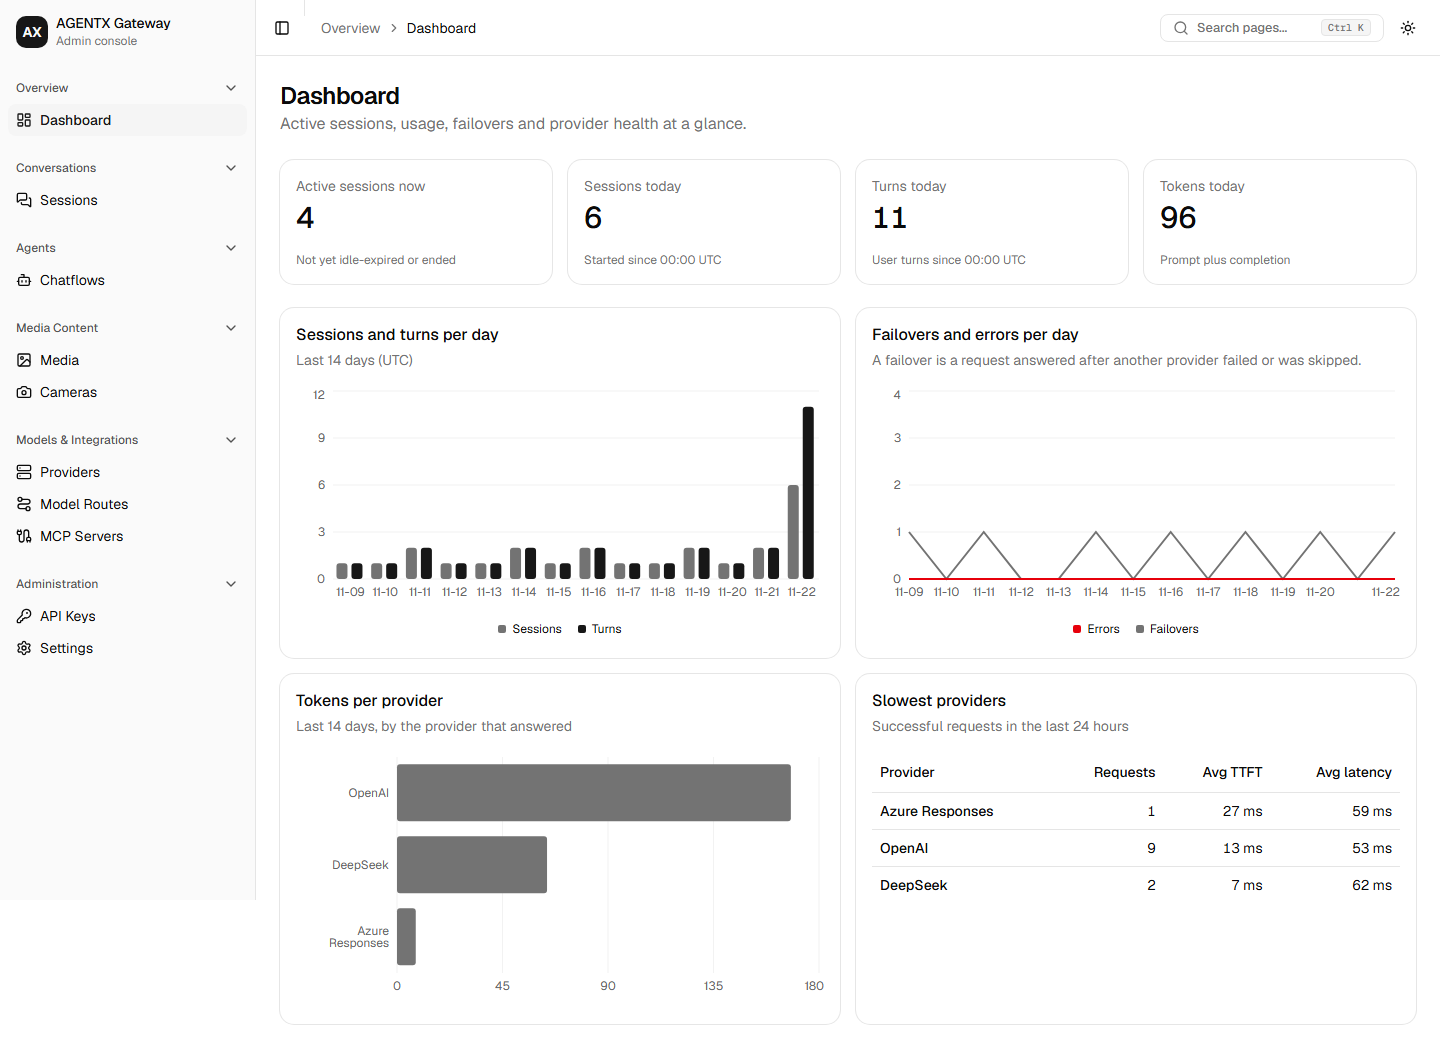 AX
AGENTX Gateway
Admin console
Overview
Dashboard
Conversations
Sessions
Agents
Chatflows
Media Content
Media
Cameras
Models & Integrations
Providers
Model Routes
MCP Servers
Administration
API Keys
Settings
Overview > Dashboard
Search pages... Ctrl K
Dashboard
Active sessions, usage, failovers and provider health at a glance.
Active sessions now
4
Not yet idle-expired or ended
Sessions today
6
Started since 00:00 UTC
Turns today
11
User turns since 00:00 UTC
Tokens today
96
Prompt plus completion
Sessions and turns per day
Last 14 days (UTC)
12
9
6
3
0
11-09 11-10 11-11 11-12 11-13 11-14 11-15 11-16 11-17 11-18 11-19 11-20 11-21 11-22
Sessions Turns
Failovers and errors per day
A failover is a request answered after another provider failed or was skipped.
4
3
2
1
0
11-09 11-10 11-11 11-12 11-13 11-14 11-15 11-16 11-17 11-18 11-19 11-20 11-22
Errors Failovers
Tokens per provider
Last 14 days, by the provider that answered
OpenAI
DeepSeek
Azure
Responses
0 45 90 135 180
Slowest providers
Successful requests in the last 24 hours
Provider Requests Avg TTFT Avg latency
Azure Responses 1 27 ms 59 ms
OpenAI 9 13 ms 53 ms
DeepSeek 2 7 ms 62 ms